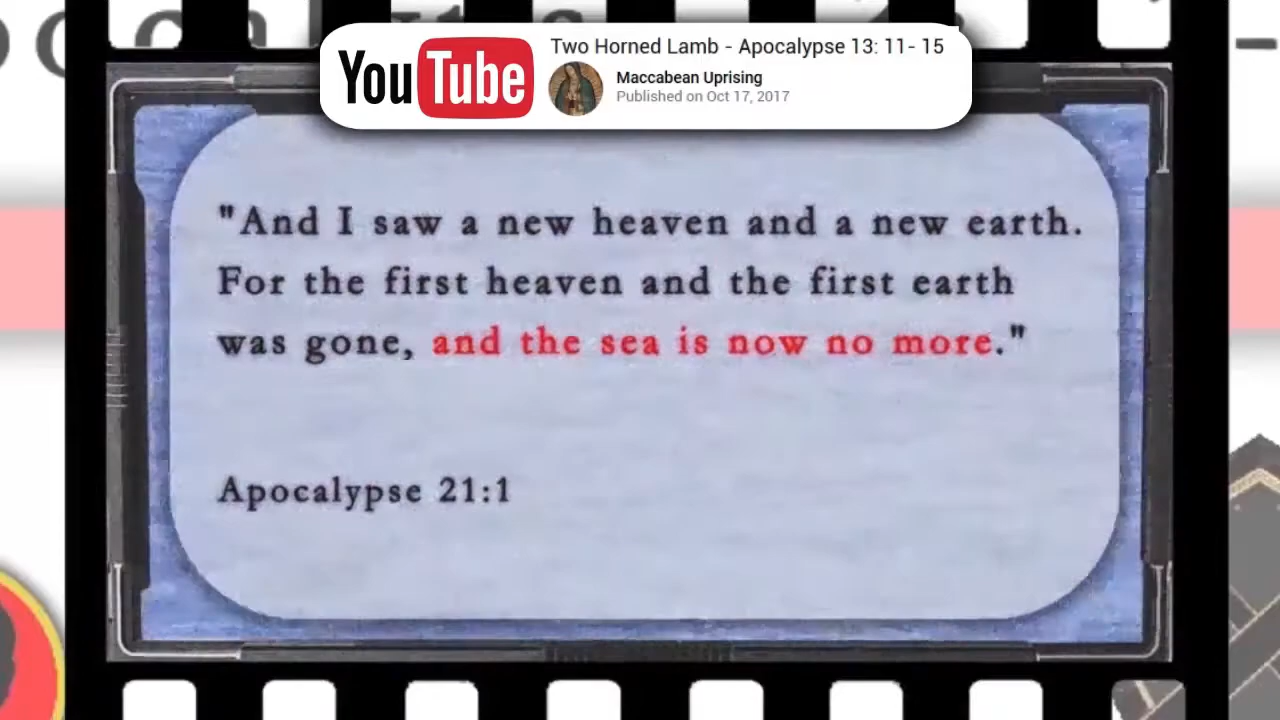 YouTube
Two Horned Lamb - Apocalypse 13: 11- 15
Maccabean Uprising
Published on Oct 17, 2017
"And I saw a new heaven and a new earth.
For the first heaven and the first earth
was gone, and the sea is now no more."
Apocalypse 21:1